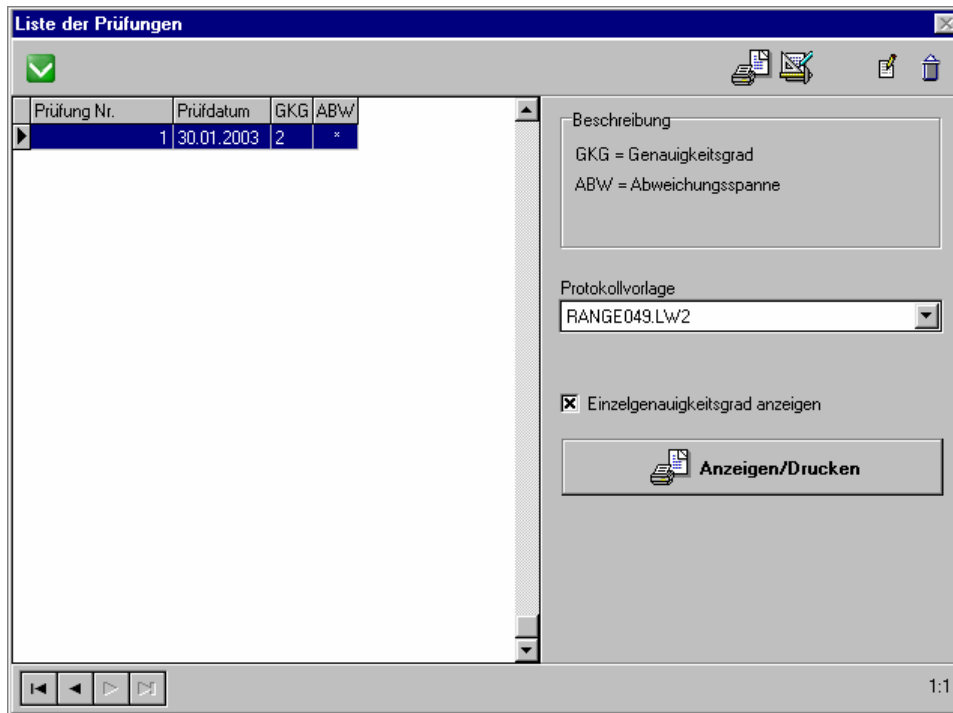 Liste der Prüfungen
Prüfung Nr. Prüfdatum GKG ABW
1 30.01.2003 2 *
Beschreibung
GKG = Genauigkeitsgrad
ABW = Abweichungsspanne
Protokollvorlage
RANGE049.LW2
Einzelgenauigkeitsgrad anzeigen
Anzeigen/Drucken
1:1